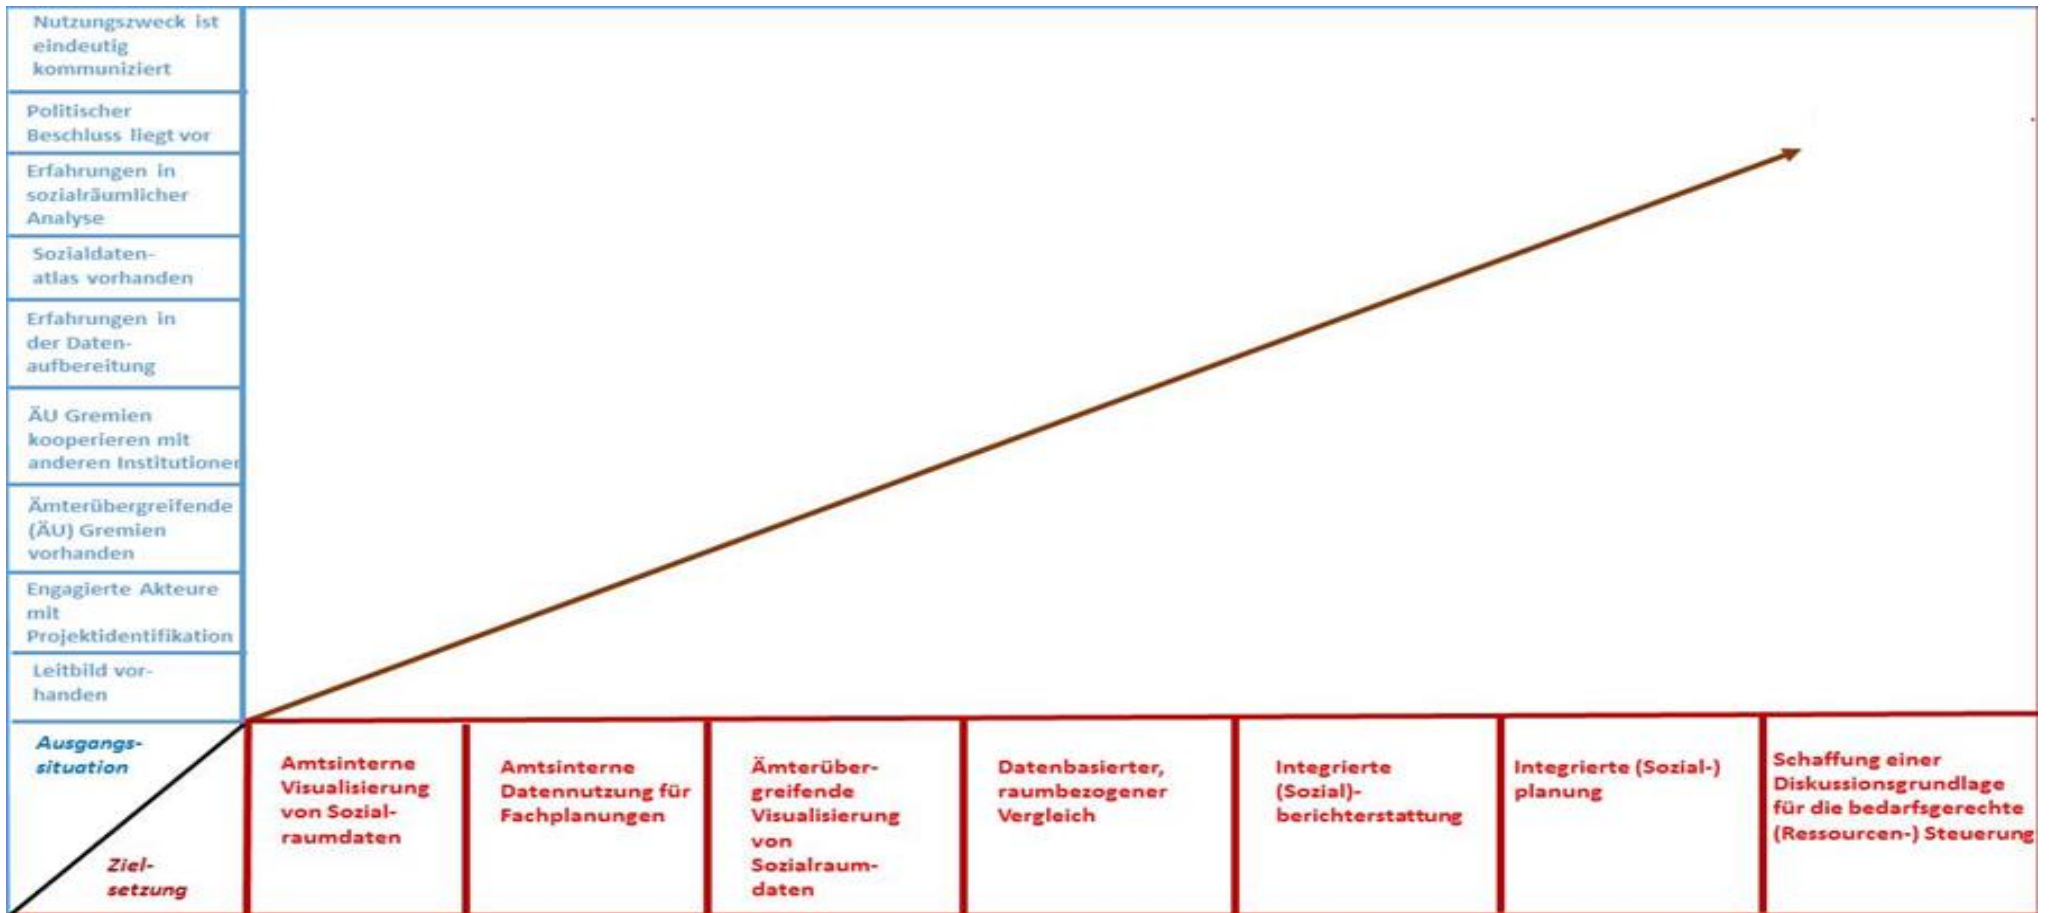 Nutzungszweck ist
eindeutig
kommuniziert
Politischer
Beschluss liegt vor
Erfahrungen in
sozialräumlicher
Analyse
Sozialdaten-
atlas vorhanden
Erfahrungen in
der Daten-
aufbereitung
ÄU Gremien
kooperieren mit
anderen Institutionen
Ämterübergreifende
(ÄU) Gremien
vorhanden
Engagierte Akteure
mit
Projektidentifikation
Leitbild vor-
handen
Ausgangs-
situation
Ziel-
setzung
Amtsinterne
Visualisierung
von Sozial-
raumdaten
Amtsinterne
Datennutzung für
Fachplanungen
Ämterüber-
greifende
Visualisierung
von
Sozialraum-
daten
Datenbasierter,
raumbezogener
Vergleich
Integrierte
(Sozial)-
berichterstattung
Integrierte (Sozial-)
planung
Schaffung einer
Diskussionsgrundlage
für die bedarfsgerechte
(Ressourcen-) Steuerung